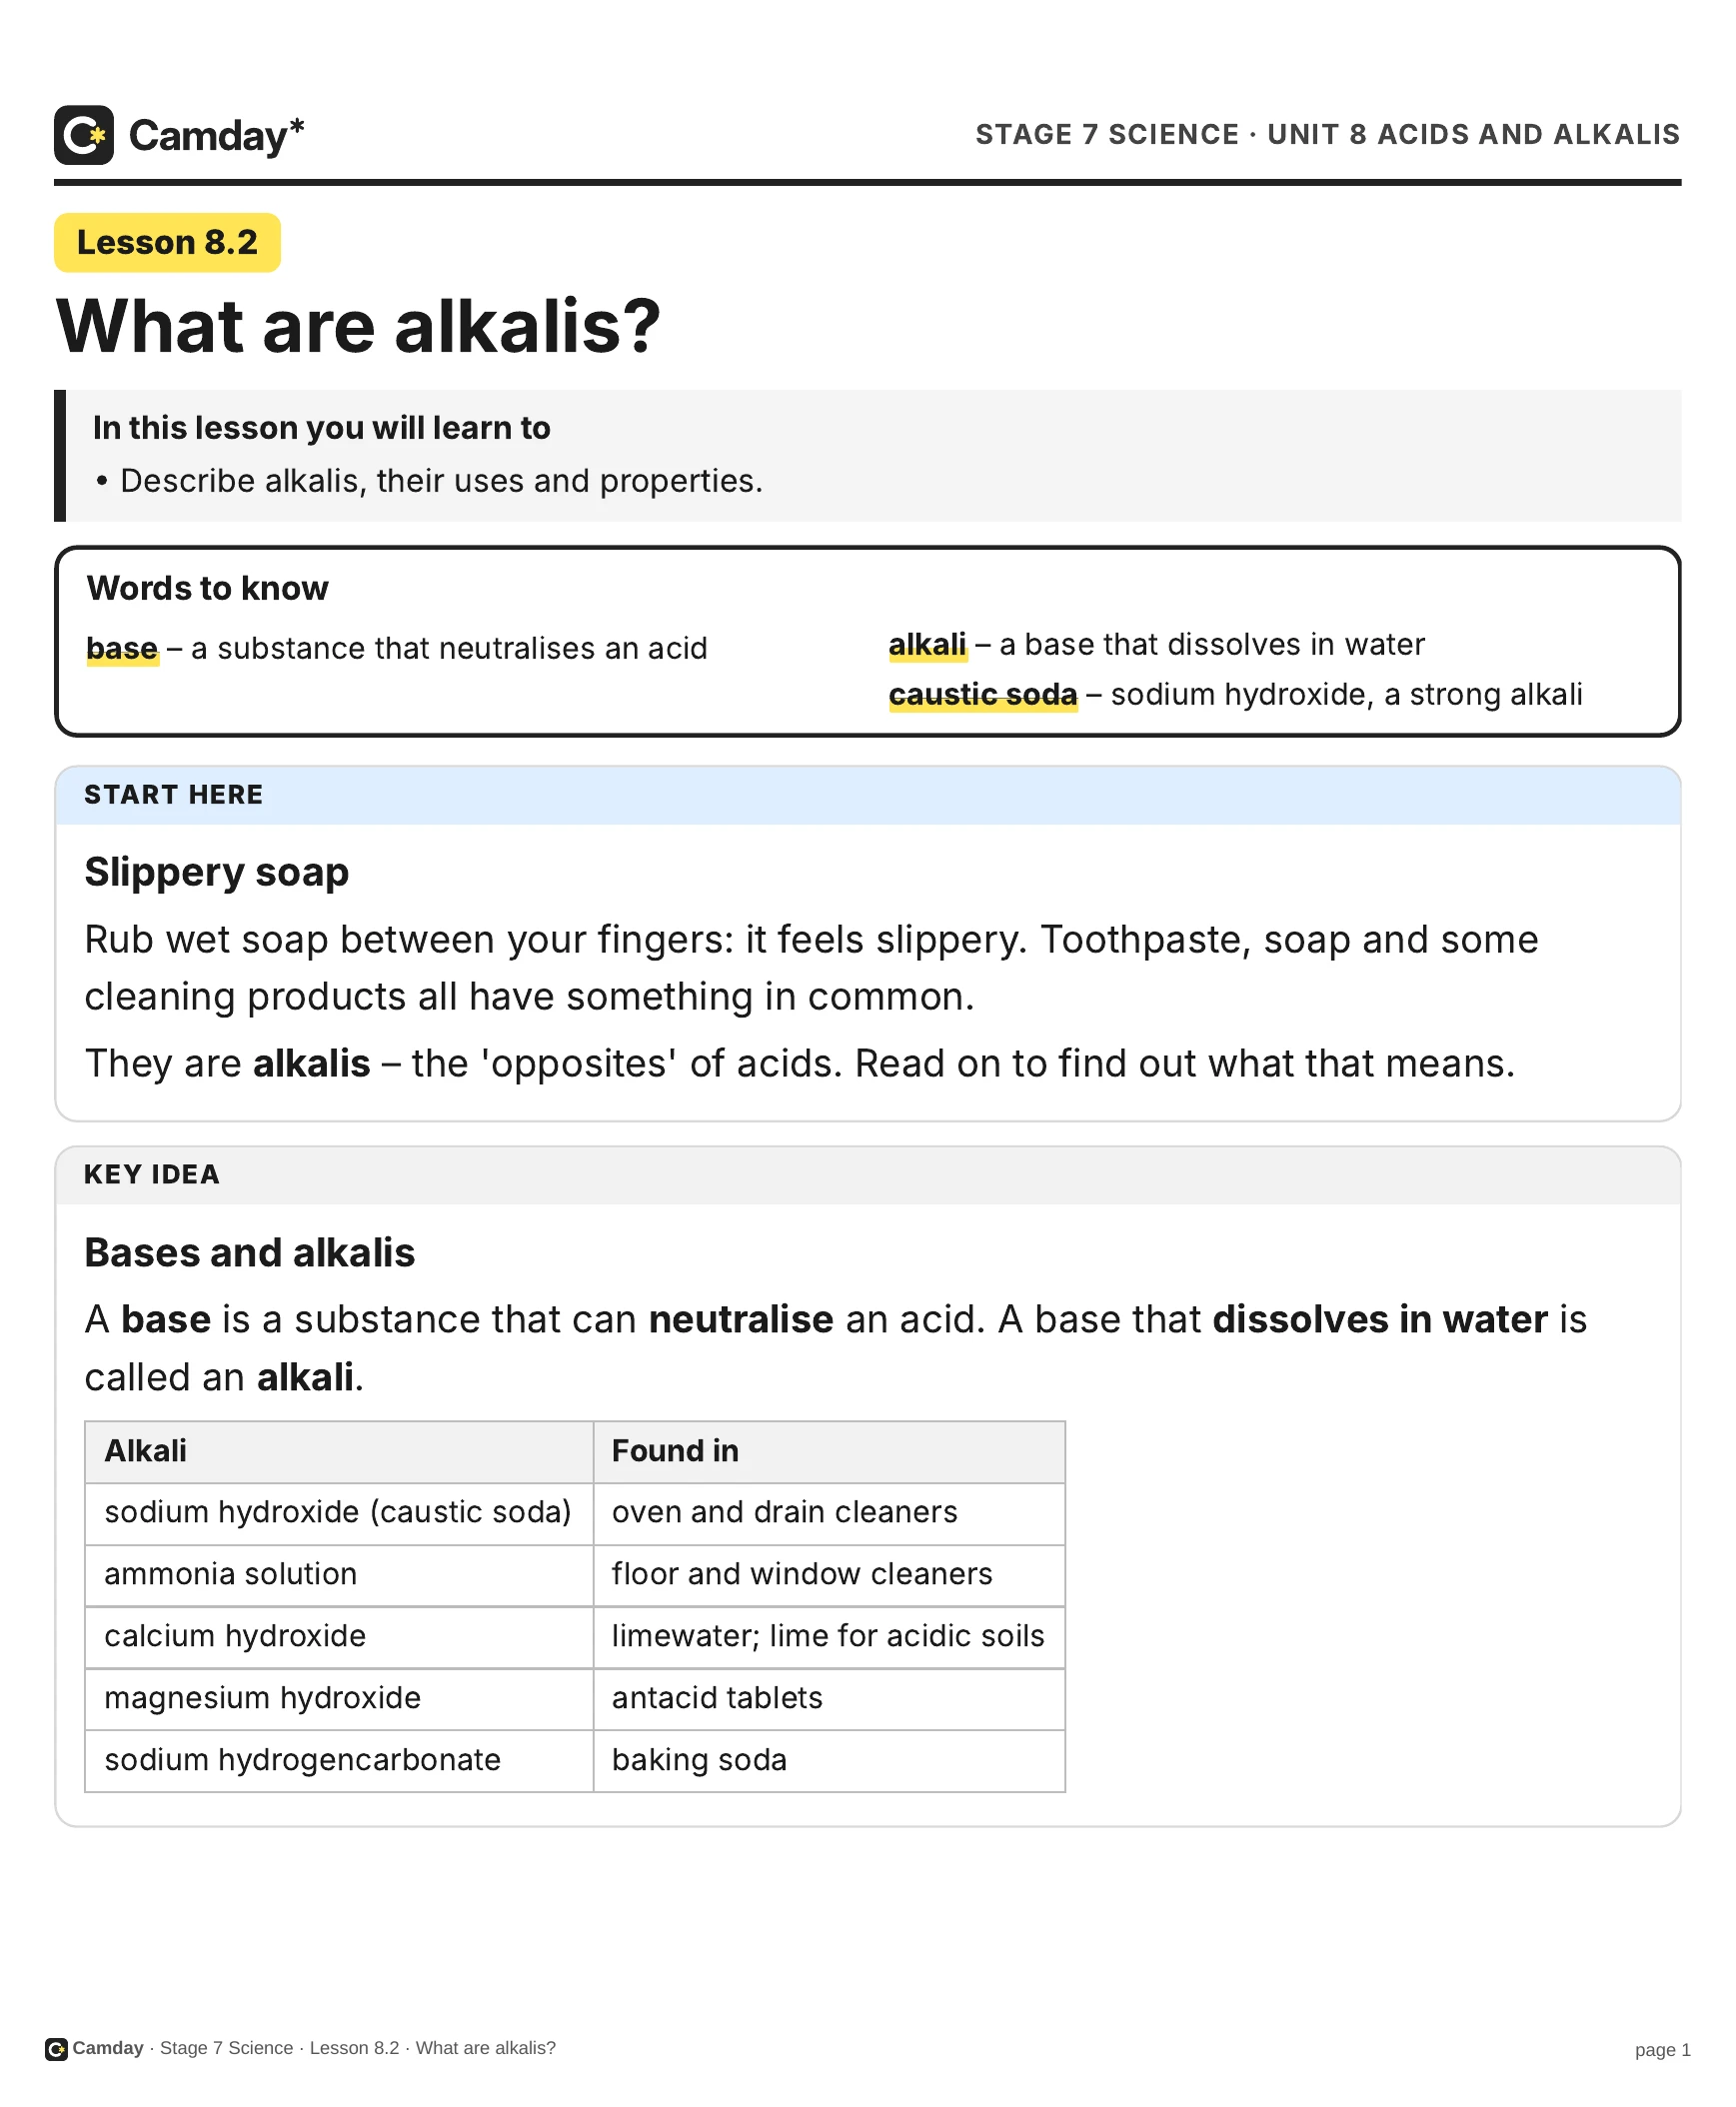 Camday*
STAGE 7 SCIENCE · UNIT 8 ACIDS AND ALKALIS
Lesson 8.2
What are alkalis?
In this lesson you will learn to
• Describe alkalis, their uses and properties.
Words to know
base – a substance that neutralises an acid
alkali – a base that dissolves in water
caustic soda – sodium hydroxide, a strong alkali
START HERE
Slippery soap
Rub wet soap between your fingers: it feels slippery. Toothpaste, soap and some
cleaning products all have something in common.
They are alkalis – the 'opposites' of acids. Read on to find out what that means.
KEY IDEA
Bases and alkalis
A base is a substance that can neutralise an acid. A base that dissolves in water is
called an alkali.
Alkali Found in
sodium hydroxide (caustic soda) oven and drain cleaners
ammonia solution floor and window cleaners
calcium hydroxide limewater; lime for acidic soils
magnesium hydroxide antacid tablets
sodium hydrogencarbonate baking soda
Camday · Stage 7 Science · Lesson 8.2 · What are alkalis?
page 1